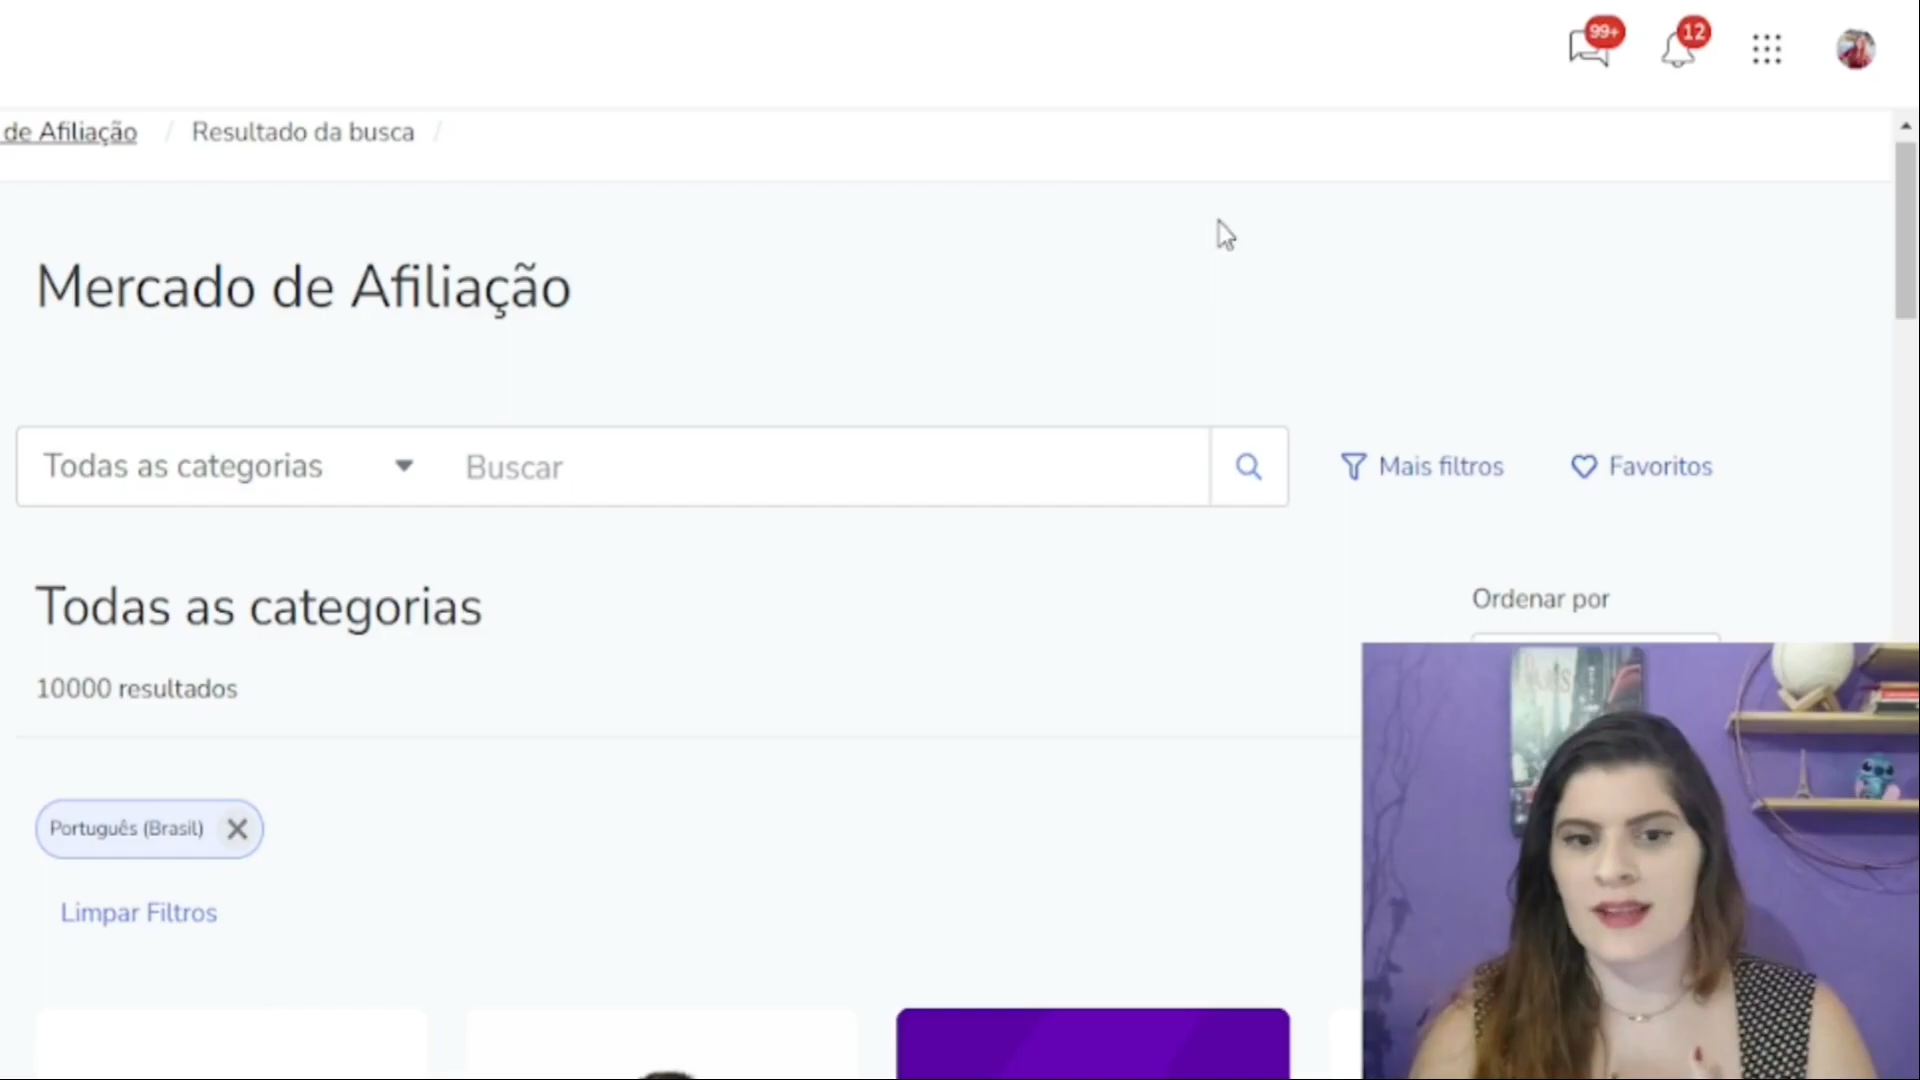 99+
12
de Afiliação / Resultado da busca /
Mercado de Afiliação
Todas as categorias
Buscar
Mais filtros
Favoritos
Todas as categorias
Ordenar por
10000 resultados
Português (Brasil)
Limpar Filtros